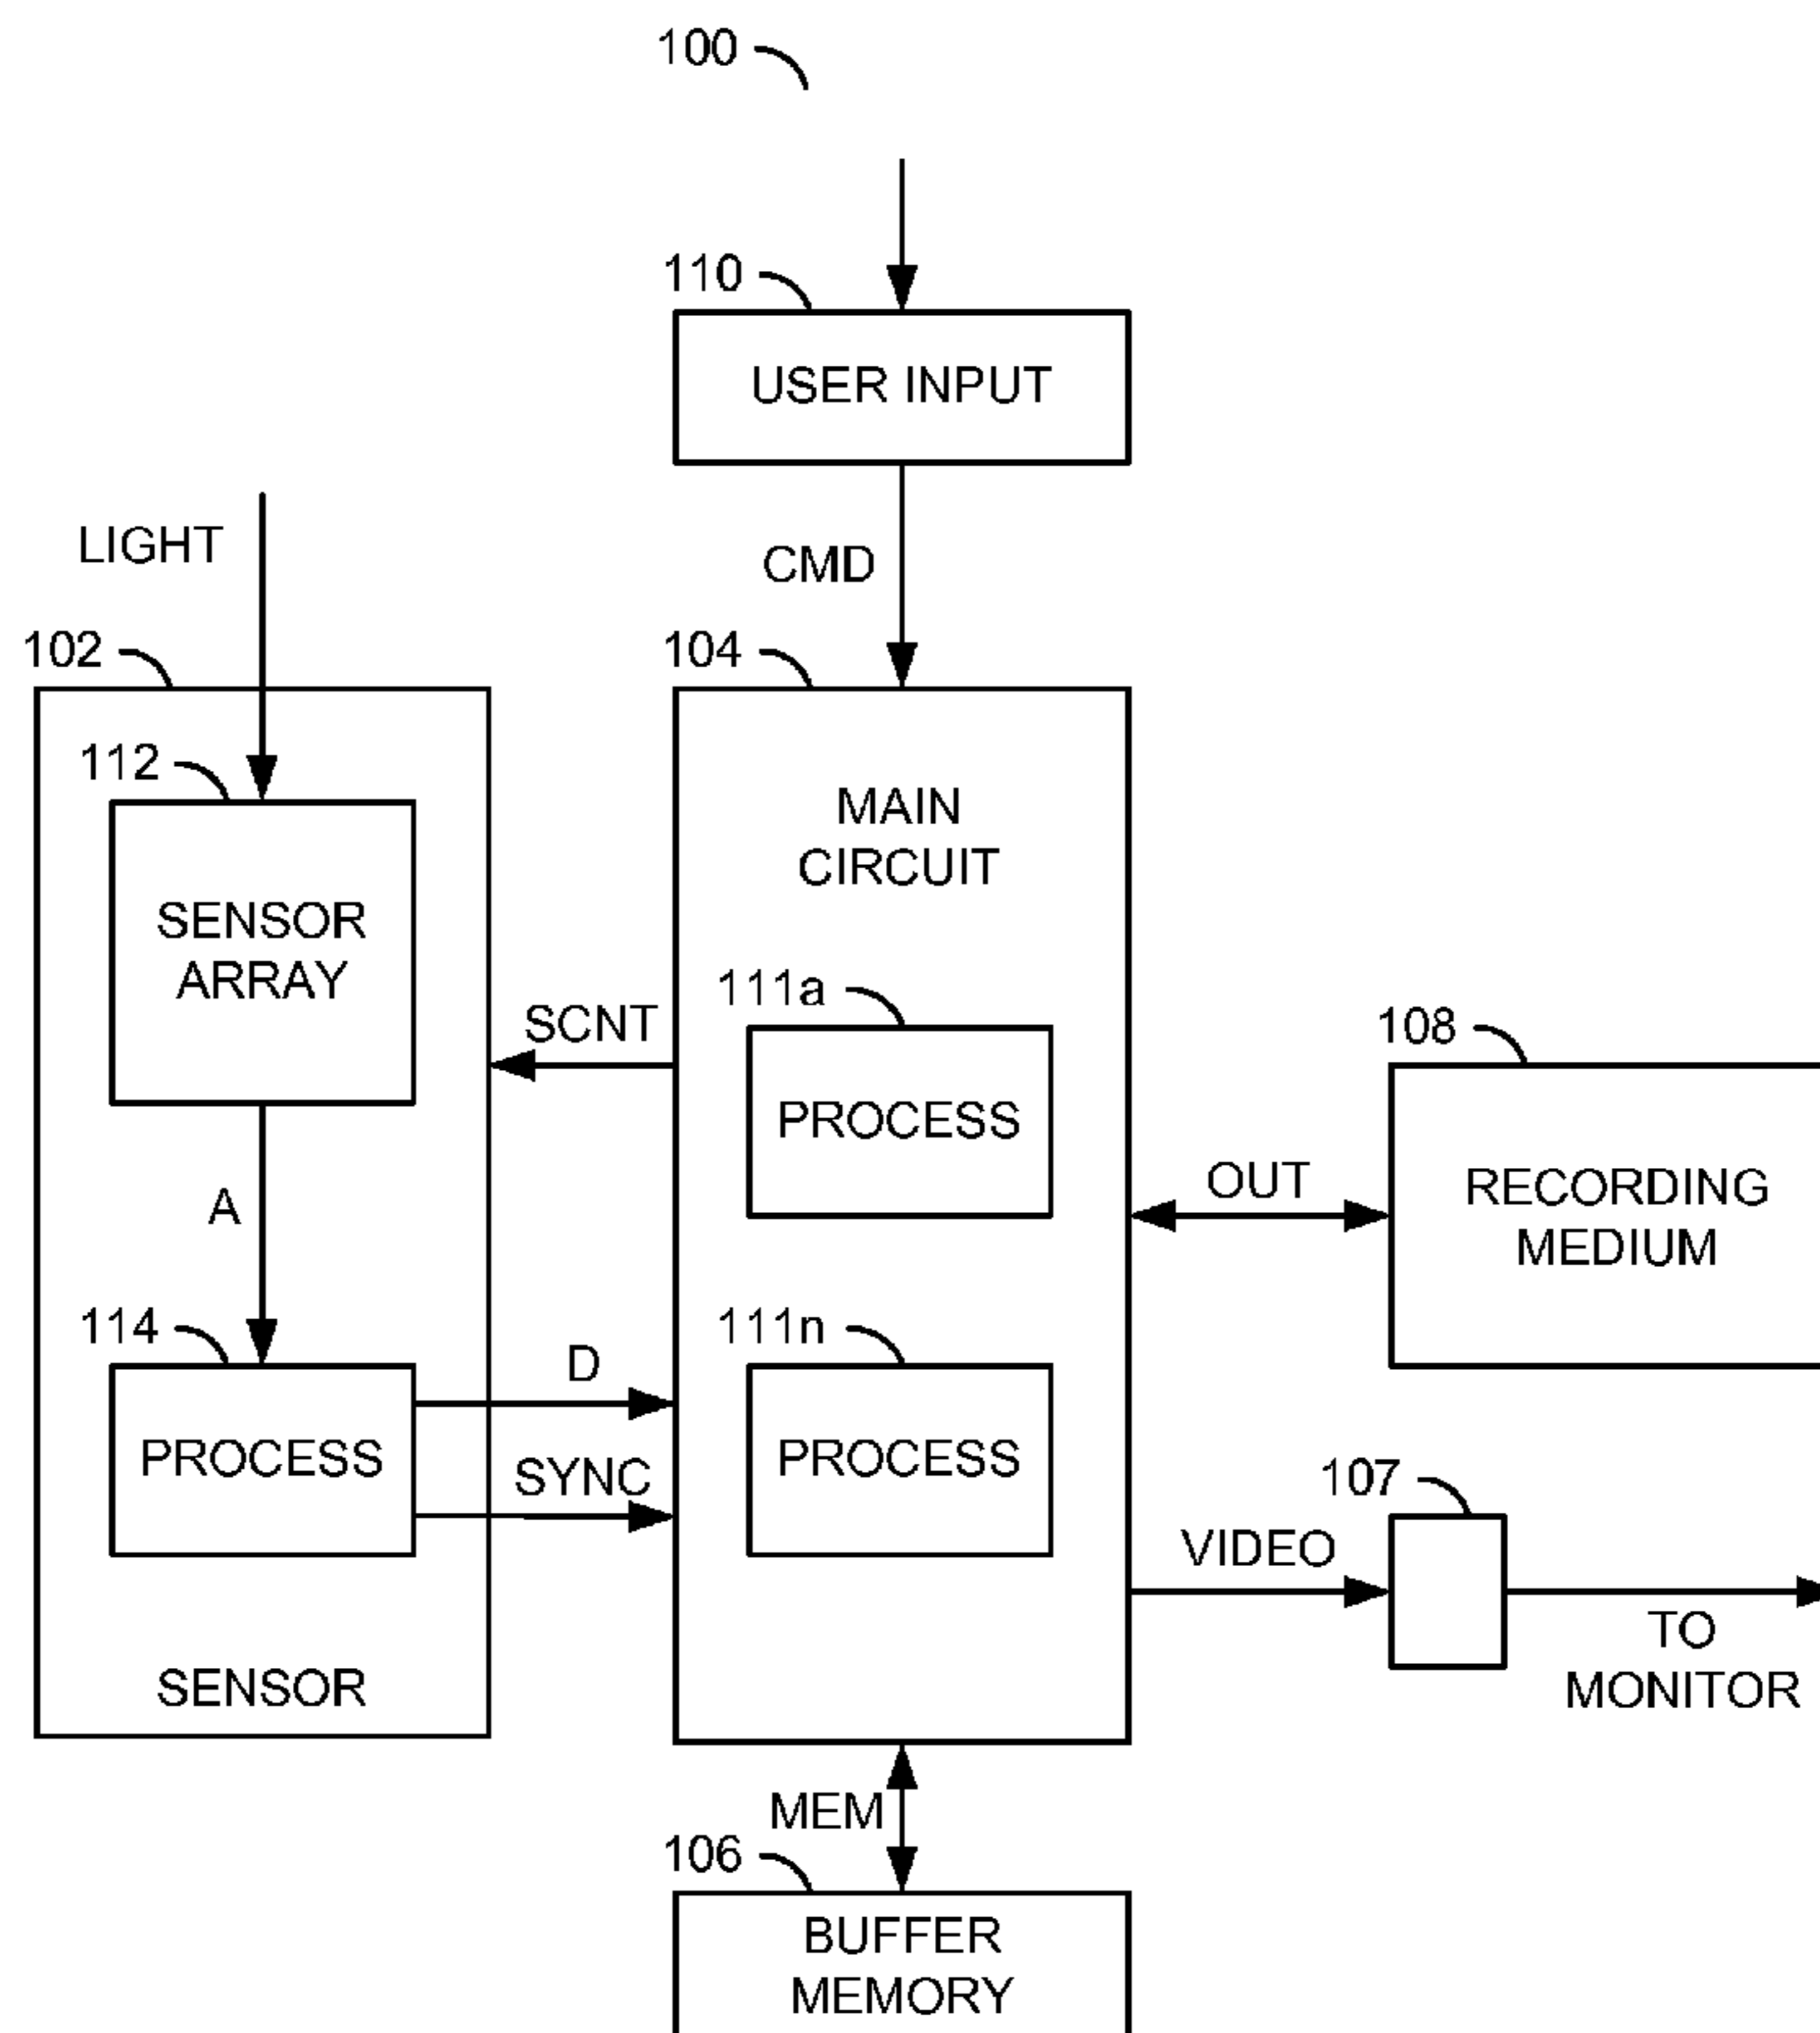 100
110
USER INPUT
LIGHT
CMD
102
104
112
MAIN
CIRCUIT
SENSOR
ARRAY
111a
SCNT
108
PROCESS
OUT
RECORDING
MEDIUM
A
114
111n
D
PROCESS
PROCESS
SYNC
107
VIDEO
TO
MONITOR
SENSOR
MEM
106
BUFFER
MEMORY